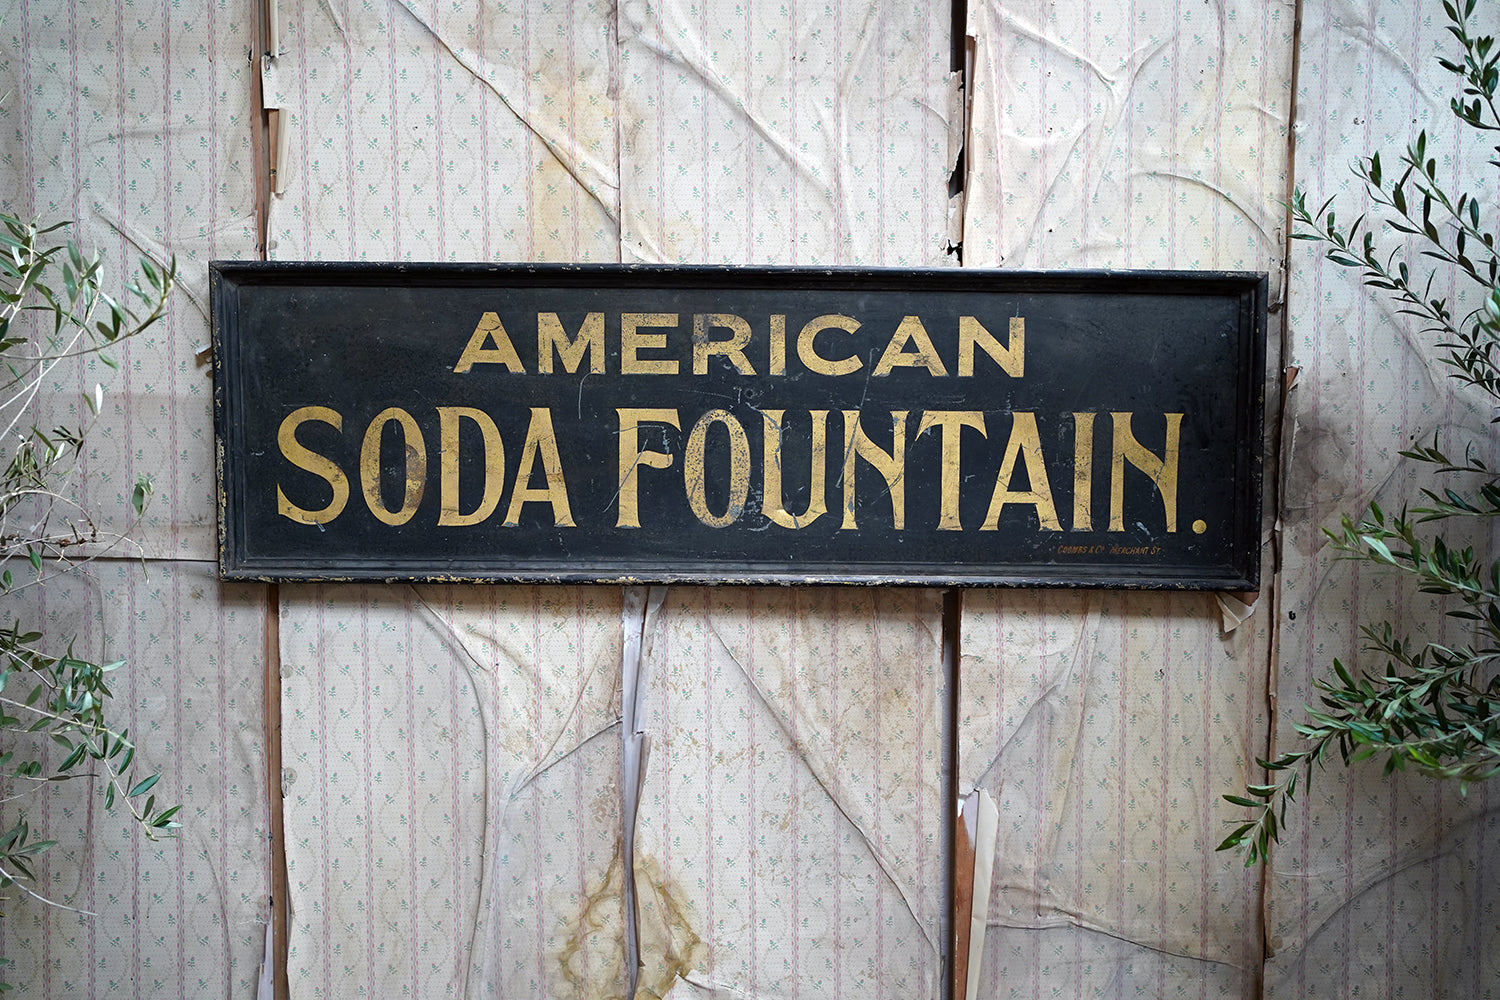 AMERICAN
SODA FOUNTAIN.
COOMBS & Co. MERCHANT ST.